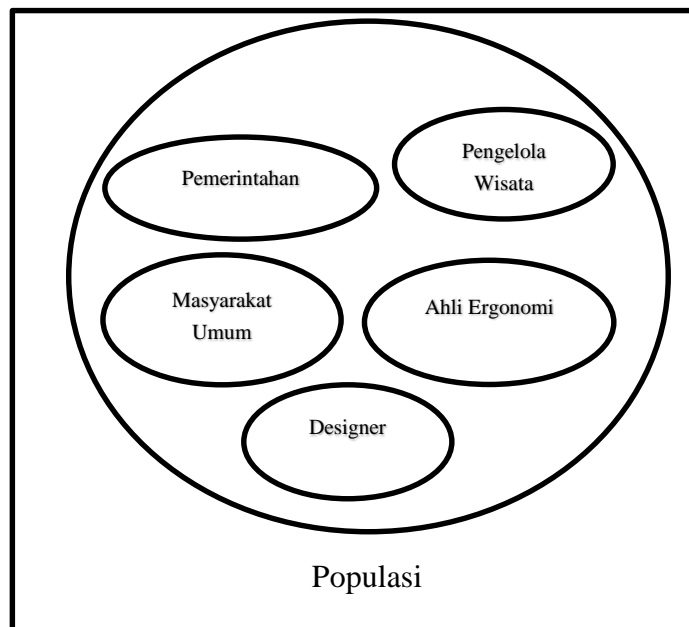 Pemerintahan
Pengelola
Wisata
Masyarakat
Umum
Ahli Ergonomi
Designer
Populasi